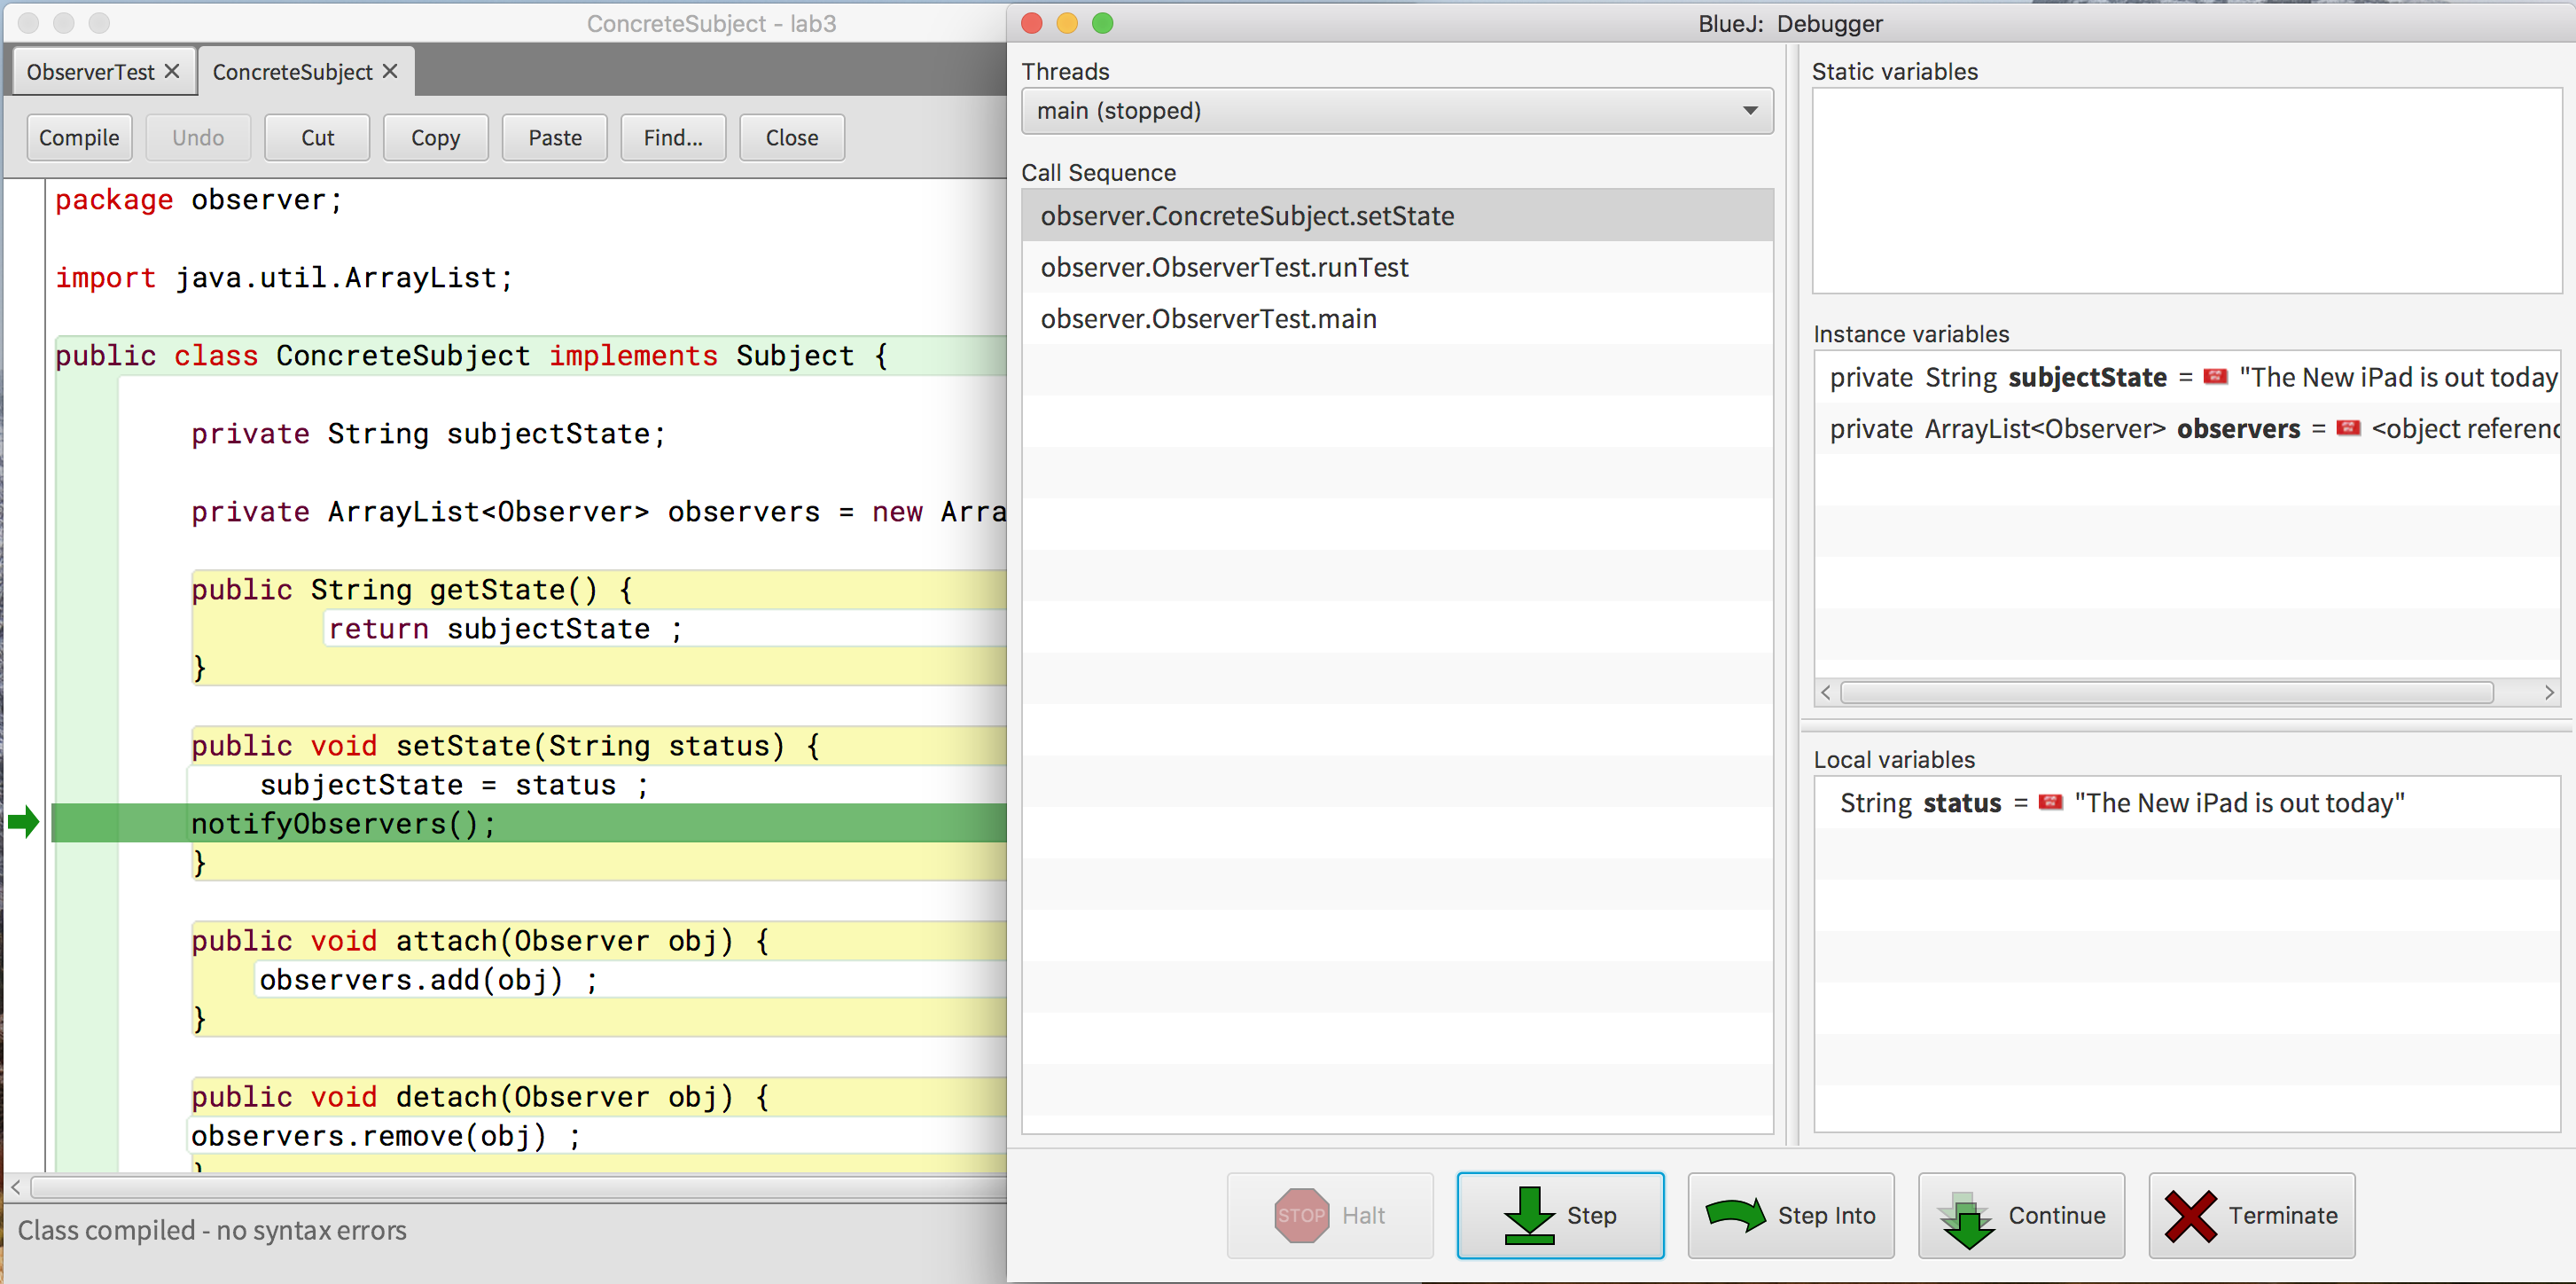 ConcreteSubject - lab3
ObserverTest
ConcreteSubject
Compile Undo Cut Copy Paste Find... Close
package observer;
import java.util.ArrayList;
public class ConcreteSubject implements Subject {
private String subjectState;
private ArrayList<Observer> observers = new Arra
public String getState() {
return subjectState ;
}
public void setState(String status) {
subjectState = status ;
notifyObservers();
}
public void attach(Observer obj) {
observers.add(obj) ;
}
public void detach(Observer obj) {
observers.remove(obj) ;
}
Class compiled - no syntax errors
BlueJ: Debugger
Threads
main (stopped)
Call Sequence
observer.ConcreteSubject.setState
observer.ObserverTest.runTest
observer.ObserverTest.main
Static variables
Instance variables
private String subjectState = "The New iPad is out today
private ArrayList<Observer> observers = <object referenc
Local variables
String status = "The New iPad is out today"
STOP Halt
Step
Step Into
Continue
Terminate